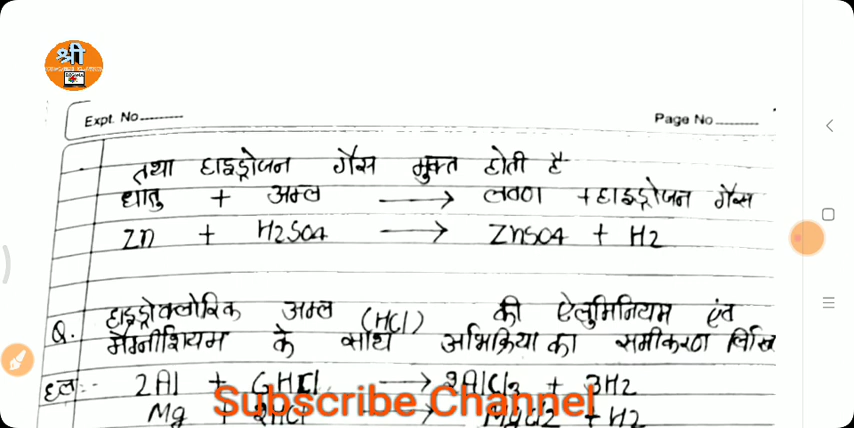 श्री
Expt. No
Page No
तथा हाइड्रोजन गैस मुक्त होती है
धातु + अम्ल → लवण + हाइड्रोजन गैस
Zn + H2SO4 → ZnSO4 + H2
Q. हाइड्रोक्लोरिक अम्ल (HCl) की ऐलुमिनियम एंव
मैग्नीशियम के साथ अभिक्रिया का समीकरण लिखि
हल:- 2Al + 6HCl → 2AlCl3 + 3H2
Mg + 2HCl → MgCl2 + H2
Subscribe Channel